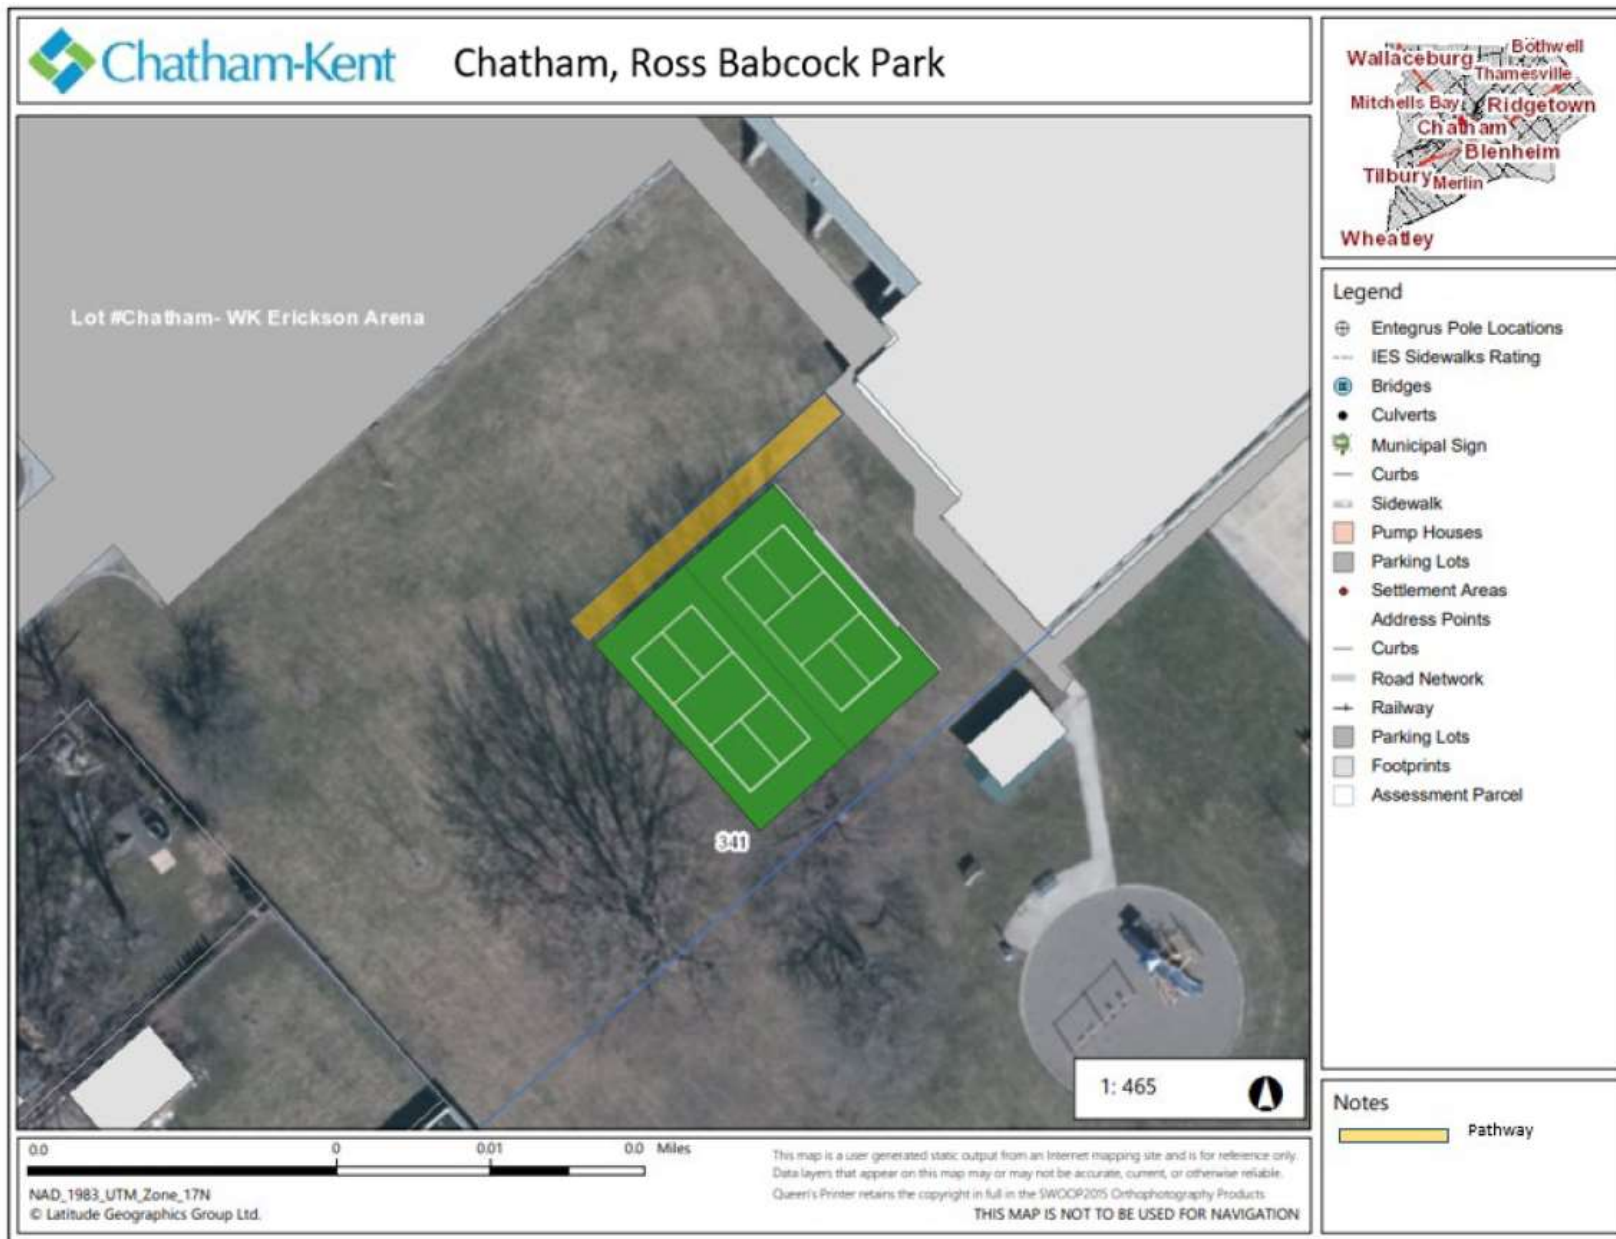 Chatham-Kent
Chatham, Ross Babcock Park
Wallaceburg
Bothwell
Thamesville
Mitchells Bay
Ridgetown
Chatham
Blenheim
Tilbury
Merlin
Wheatley
Lot #Chatham- WK Erickson Arena
341
1: 465
Legend
Entegrus Pole Locations
IES Sidewalks Rating
Bridges
Culverts
Municipal Sign
Curbs
Sidewalk
Pump Houses
Parking Lots
Settlement Areas
Address Points
Curbs
Road Network
Railway
Parking Lots
Footprints
Assessment Parcel
Notes
Pathway
0.0 0 0.01 0.0 Miles
NAD_1983_UTM_Zone_17N
© Latitude Geographics Group Ltd.
This map is a user generated static output from an Internet mapping site and is for reference only.
Data layers that appear on this map may or may not be accurate, current, or otherwise reliable.
Queen's Printer retains the copyright in full in the SWOOP2015 Orthophotography Products
THIS MAP IS NOT TO BE USED FOR NAVIGATION